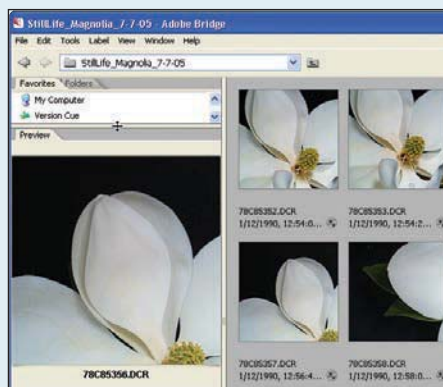 StillLife_Magnolia_7-7-05 - Adobe Bridge
File Edit Tools Label View Window Help
StillLife_Magnolia_7-7-05
Favorites Folders
My Computer
Version Cue
Preview
78C85356.DCR
78C85352.DCR
1/12/1990, 12:54:0...
78C85353.DCR
1/12/1990, 12:54:2...
78C85357.DCR
1/12/1990, 12:56:4...
78C85358.DCR
1/12/1990, 12:58:0...